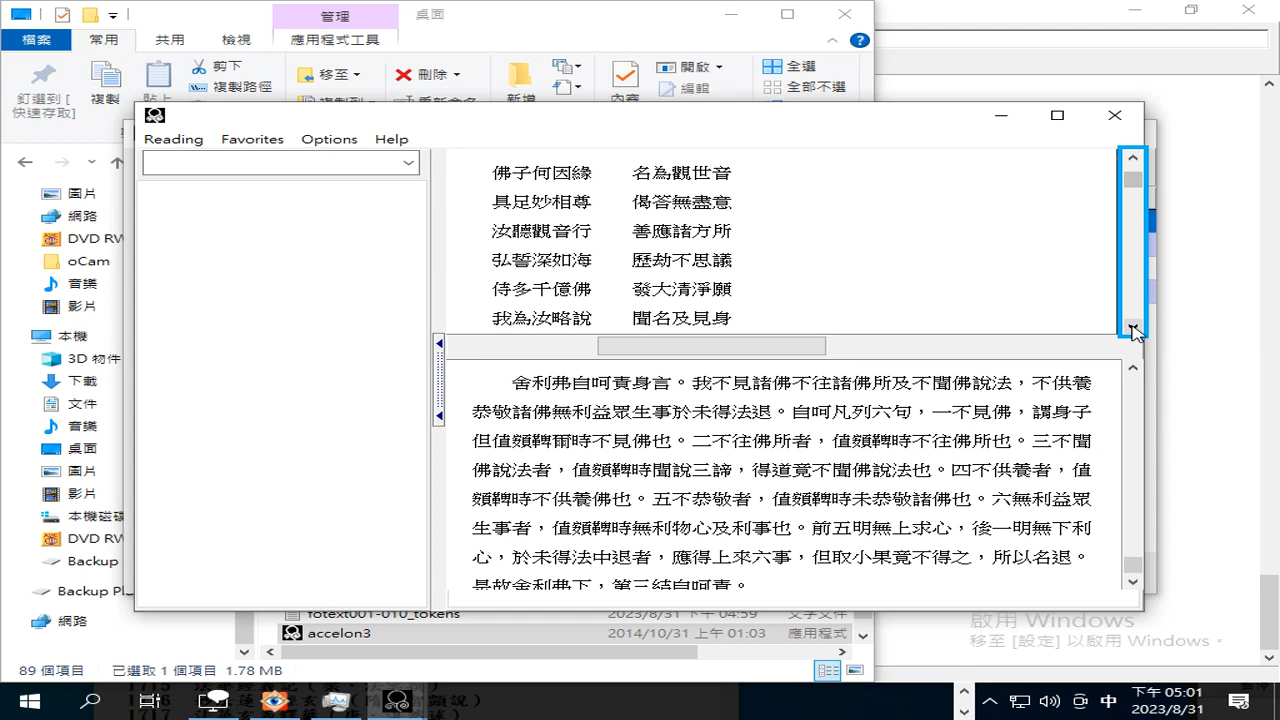 管理
桌面
檔案
常用
共用
檢視
應用程式工具
釘選到 [
快速存取]
複製
貼上
剪下
複製路徑
移至
刪除
複製到
重新命名
新增
內容
開啟
編輯
全選
全部不選
Reading Favorites Options Help
圖片
網路
DVD RW
oCam
音樂
影片
本機
3D 物件
下載
文件
音樂
桌面
圖片
影片
本機磁碟
DVD RW
Backup
Backup Pl
網路
佛子何因緣 名為觀世音
具足妙相尊 偈答無盡意
汝聽觀音行 善應諸方所
弘誓深如海 歷劫不思議
侍多千億佛 發大清淨願
我為汝略說 聞名及見身
舍利弗自呵責身言。我不見諸佛不往諸佛所及不聞佛說法，不供養
恭敬諸佛無利益眾生事於未得法退。自呵凡列六句，一不見佛，謂身子
但值頞鞞爾時不見佛也。二不往佛所者，值頞鞞時不往佛所也。三不聞
佛說法者，值頞鞞時聞說三諦，得道竟不聞佛說法也。四不供養者，值
頞鞞時不供養佛也。五不恭敬者，值頞鞞時未恭敬諸佛也。六無利益眾
生事者，值頞鞞時無利物心及利事也。前五明無上求心，後一明無下利
心，於未得法中退者，應得上來六事，但取小果竟不得之，所以名退。
是故舍利弗下，第三結自呵責。
fotext001-010_tokens 2023/8/31 下午 04:59 文字文件
accelon3 2014/10/31 上午 01:03 應用程式
啟用 Windows
移至 [設定] 以啟用 Windows。
89 個項目 已選取 1 個項目 1.78 MB
中
下午 05:01
2023/8/31